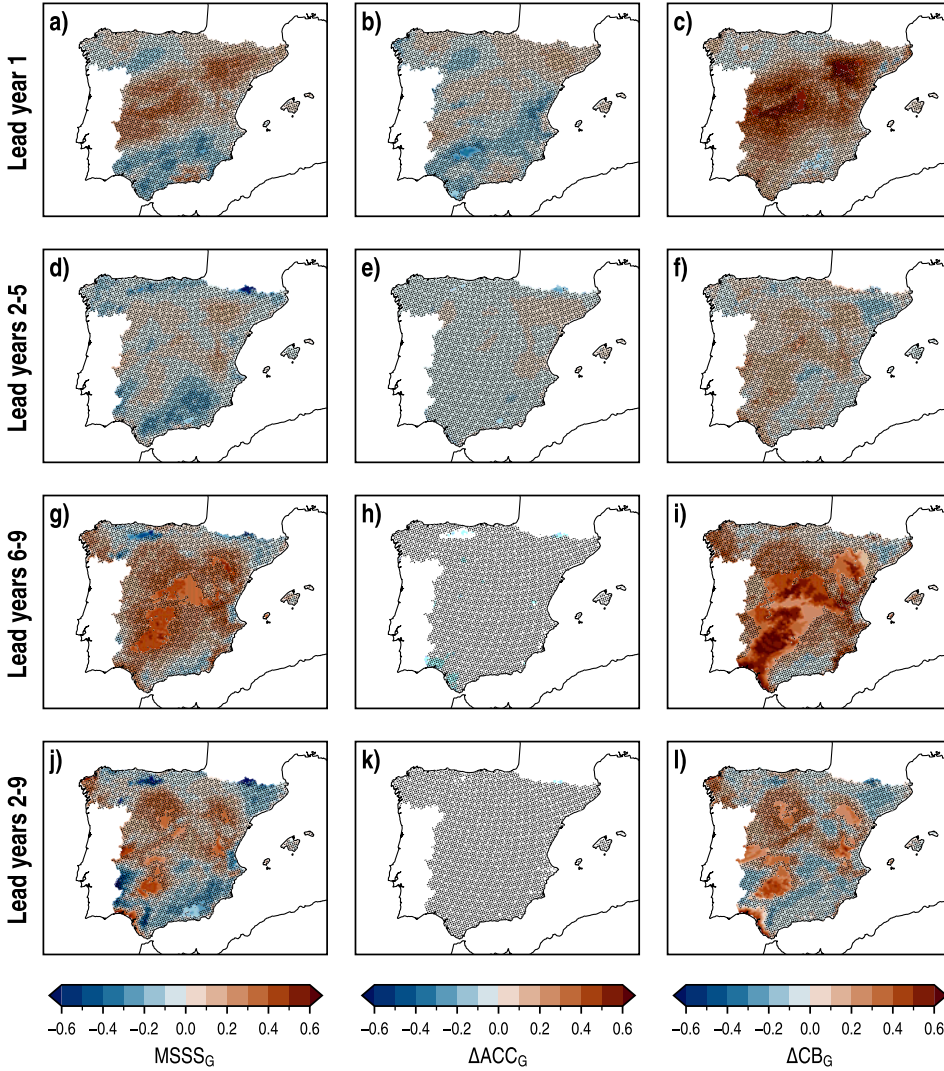 a) b) c)
Lead year 1
d) e) f)
Lead years 2-5
g) h) i)
Lead years 6-9
j) k) l)
Lead years 2-9
−0.6 −0.4 −0.2 0.0 0.2 0.4 0.6
MSSS_G
−0.6 −0.4 −0.2 0.0 0.2 0.4 0.6
ΔACC_G
−0.6 −0.4 −0.2 0.0 0.2 0.4 0.6
ΔCB_G